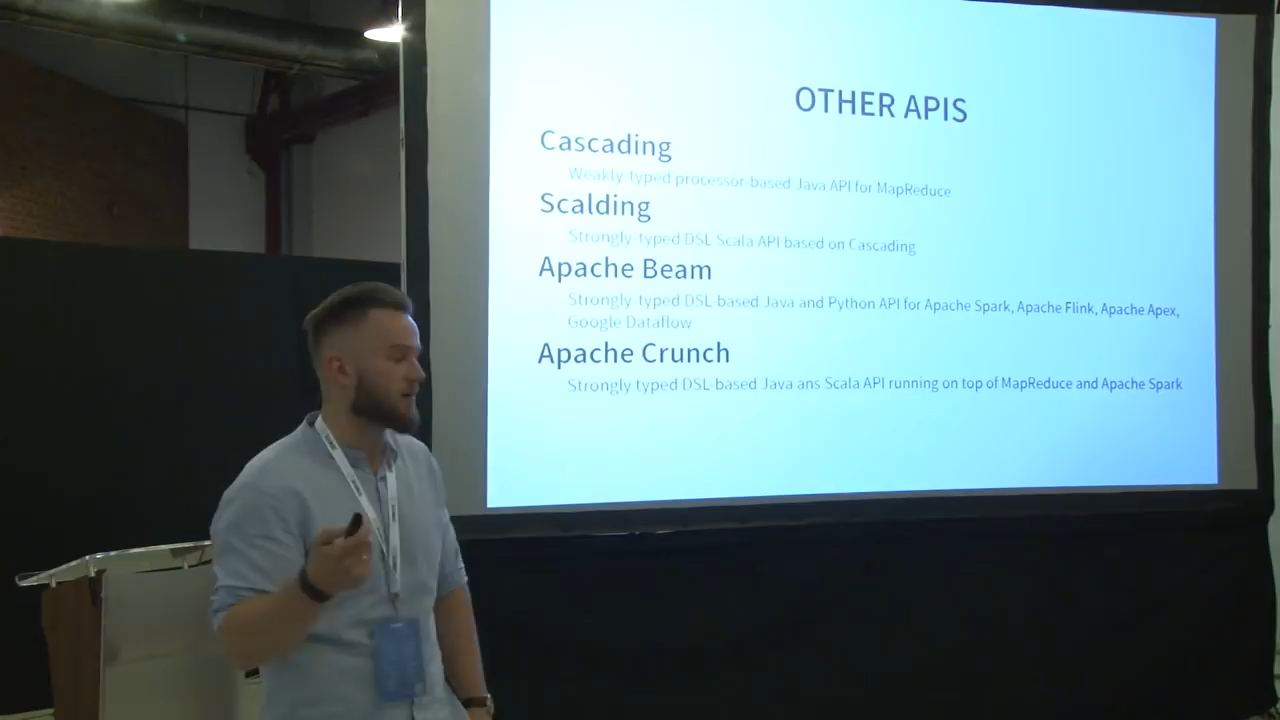 OTHER APIS
Cascading
Weakly-typed processor-based Java API for MapReduce
Scalding
Strongly-typed DSL Scala API based on Cascading
Apache Beam
Strongly-typed DSL-based Java and Python API for Apache Spark, Apache Flink, Apache Apex,
Google Dataflow
Apache Crunch
Strongly typed DSL-based Java ans Scala API running on top of MapReduce and Apache Spark